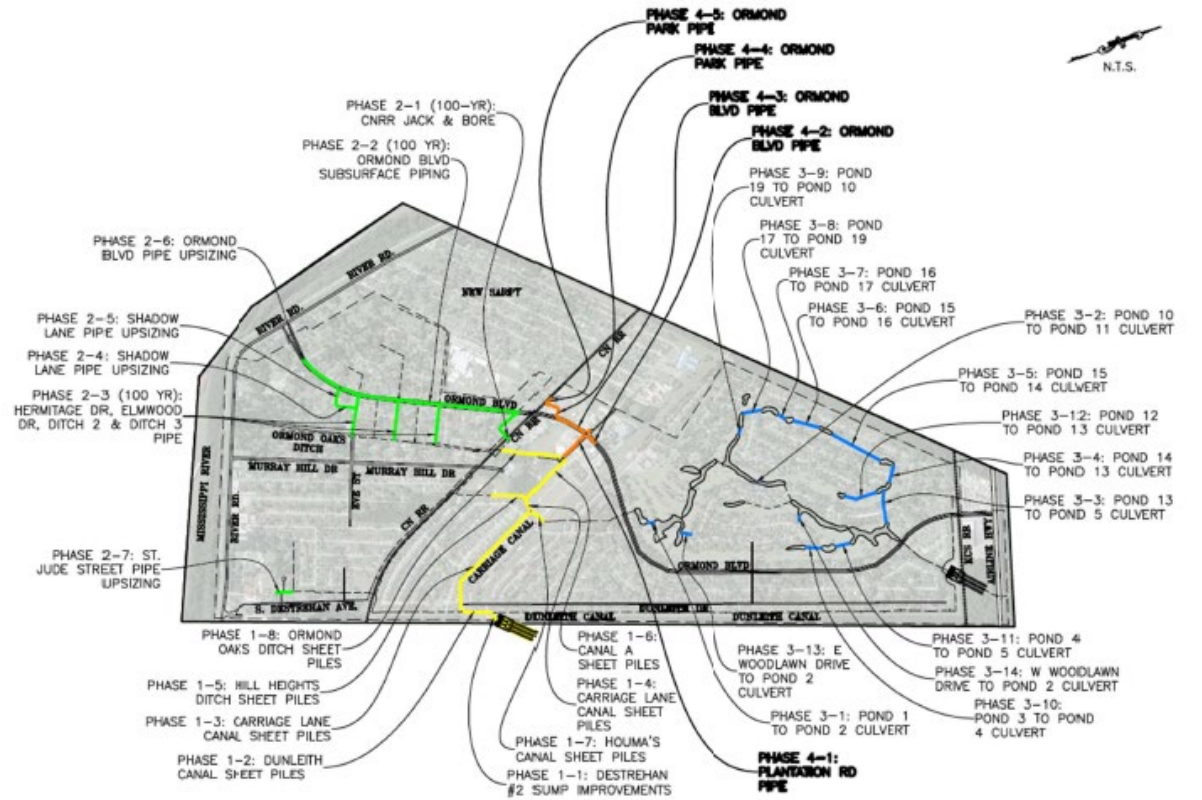 PHASE 4-5: ORMOND
PARK PIPE
PHASE 4-4: ORMOND
PARK PIPE
PHASE 4-3: ORMOND
BLVD PIPE
PHASE 4-2: ORMOND
BLVD PIPE
N.T.S.
PHASE 2-1 (100-YR):
CNRR JACK & BORE
PHASE 2-2 (100 YR):
ORMOND BLVD
SUBSURFACE PIPING
PHASE 2-6: ORMOND
BLVD PIPE UPSIZING
PHASE 2-5: SHADOW
LANE PIPE UPSIZING
PHASE 2-4: SHADOW
LANE PIPE UPSIZING
PHASE 2-3 (100 YR):
HERMITAGE DR, ELMWOOD
DR, DITCH 2 & DITCH 3
PIPE
PHASE 2-7: ST.
JUDE STREET PIPE
UPSIZING
PHASE 3-9: POND
19 TO POND 10
CULVERT
PHASE 3-8: POND
17 TO POND 19
CULVERT
PHASE 3-7: POND 16
TO POND 17 CULVERT
PHASE 3-6: POND 15
TO POND 16 CULVERT
PHASE 3-2: POND 10
TO POND 11 CULVERT
PHASE 3-5: POND 15
TO POND 14 CULVERT
PHASE 3-12: POND 12
TO POND 13 CULVERT
PHASE 3-4: POND 14
TO POND 13 CULVERT
PHASE 3-3: POND 13
TO POND 5 CULVERT
RIVER RD.
RIVER RD.
NEW SARPY
CN RR
ORMOND BLVD
CN RR
ORMOND OAKS
DITCH
MURRAY HILL DR
MURRAY HILL DR
EVE ST
CN RR
MISSISSIPPI RIVER
RIVER RD.
CARRIAGE CANAL
ORMOND BLVD
KCS RR
AIRLINE HWY
S. DESTREHAN AVE.
DUNLEITH DR
DUNLEITH CANAL
DUNLEITH CANAL
PHASE 1-8: ORMOND
OAKS DITCH SHEET
PILES
PHASE 1-5: HILL HEIGHTS
DITCH SHEET PILES
PHASE 1-3: CARRIAGE LANE
CANAL SHEET PILES
PHASE 1-2: DUNLEITH
CANAL SHEET PILES
PHASE 1-6:
CANAL A
SHEET PILES
PHASE 1-4:
CARRIAGE LANE
CANAL SHEET
PILES
PHASE 1-7: HOUMA'S
CANAL SHEET PILES
PHASE 1-1: DESTREHAN
#2 SUMP IMPROVEMENTS
PHASE 3-13: E
WOODLAWN DRIVE
TO POND 2
CULVERT
PHASE 3-1: POND 1
TO POND 2 CULVERT
PHASE 4-1:
PLANTATION RD
PIPE
PHASE 3-11: POND 4
TO POND 5 CULVERT
PHASE 3-14: W WOODLAWN
DRIVE TO POND 2 CULVERT
PHASE 3-10:
POND 3 TO POND
4 CULVERT